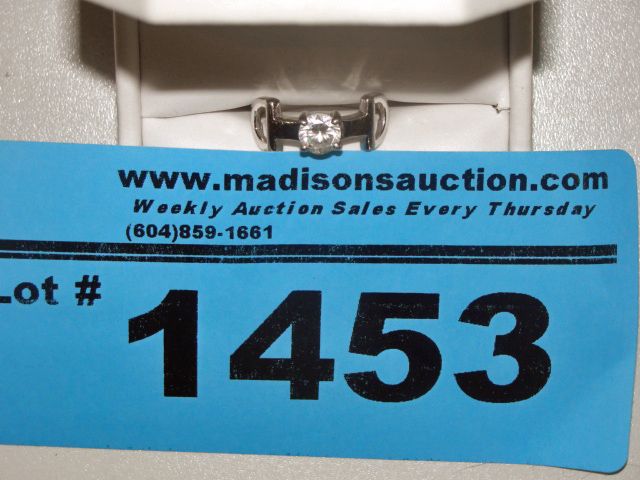 www.madisonsauction.com
Weekly Auction Sales Every Thursday
(604)859-1661
Lot # 1453